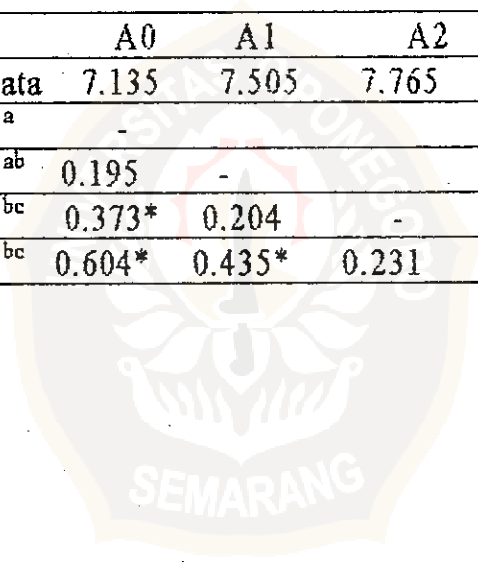 A0 A1 A2
ata 7.135 7.505 7.765
a -
ab 0.195 -
bc 0.373* 0.204 -
bc 0.604* 0.435* 0.231
SEMARANG